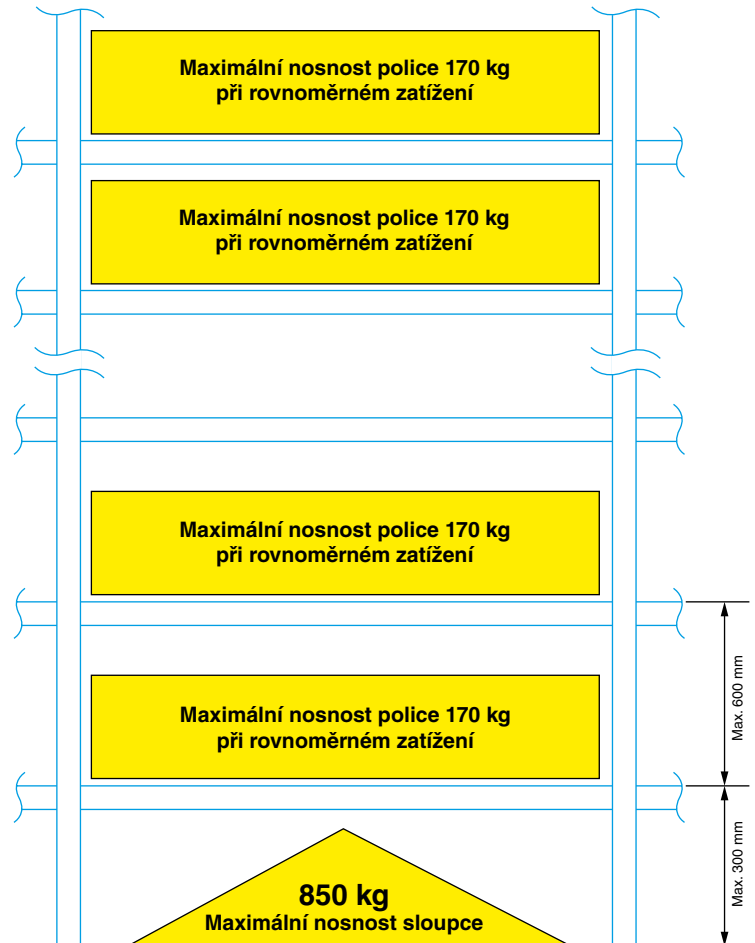 Maximální nosnost police 170 kg
při rovnoměrném zatížení
Maximální nosnost police 170 kg
při rovnoměrném zatížení
Maximální nosnost police 170 kg
při rovnoměrném zatížení
Max. 600 mm
Maximální nosnost police 170 kg
při rovnoměrném zatížení
Max. 300 mm
850 kg
Maximální nosnost sloupce